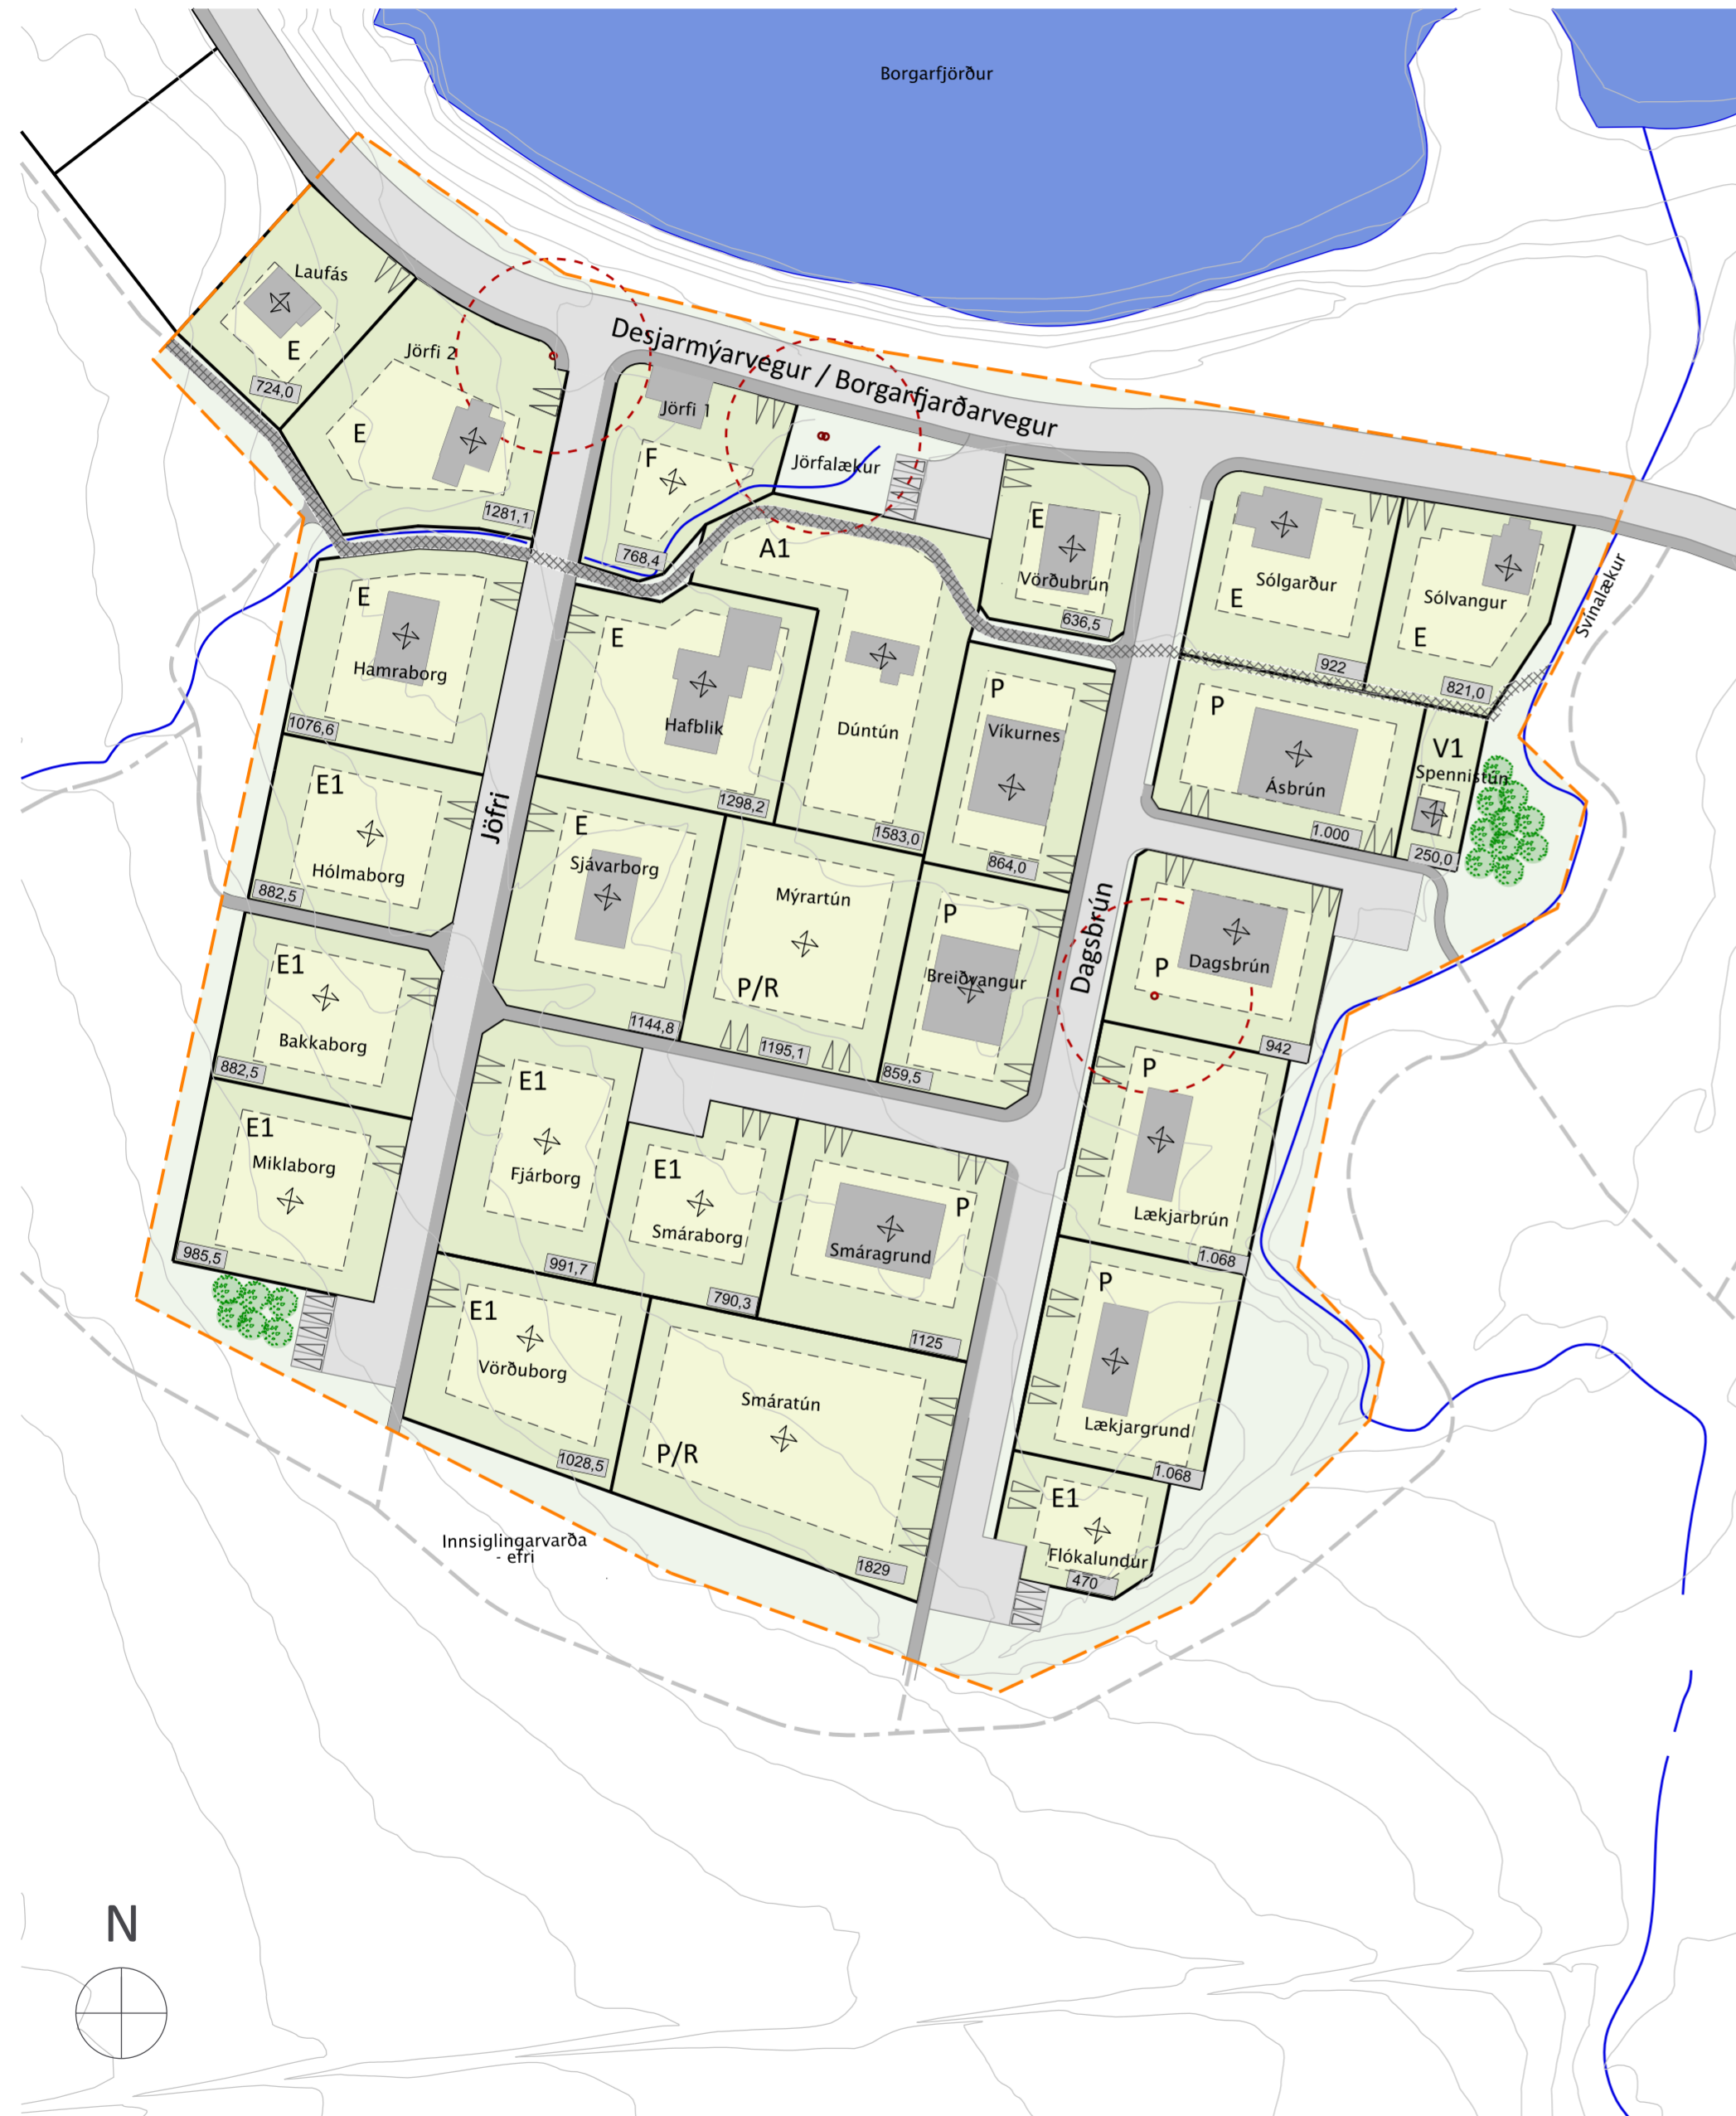 Borgarfjörður
Laufás
E
724,0
Jörfi 2
E
1281,1
Desjarmýarvegur / Borgarfjarðarvegur
Jörfi 1
F
768,4
Jörfalækur
A1
E
Vörðubrún
636,5
Sólgarður
E
922
Sólvangur
E
821,0
Svínalækur
E
Hamraborg
1076,6
E
Hafblik
1298,2
Dúntún
1583,0
P
Víkurnes
864,0
P
Ásbrún
1.000
V1
Spennistún
250,0
E1
Hólmaborg
882,5
Jöfri
E
Sjávarborg
1144,8
Mýrartún
P/R
1195,1
P
Breiðvangur
859,5
Dagsbrún
P
Dagsbrún
942
E1
Bakkaborg
882,5
E1
Miklaborg
985,5
E1
Fjárborg
991,7
E1
Smáraborg
790,3
P
Smáragrund
1125
P
Lækjarbrún
1.068
P
Lækjargrund
1.068
E1
Vörðuborg
1028,5
Smáratún
P/R
1829
E1
Flókalundur
470
Innsiglingarvarða
- efri
N